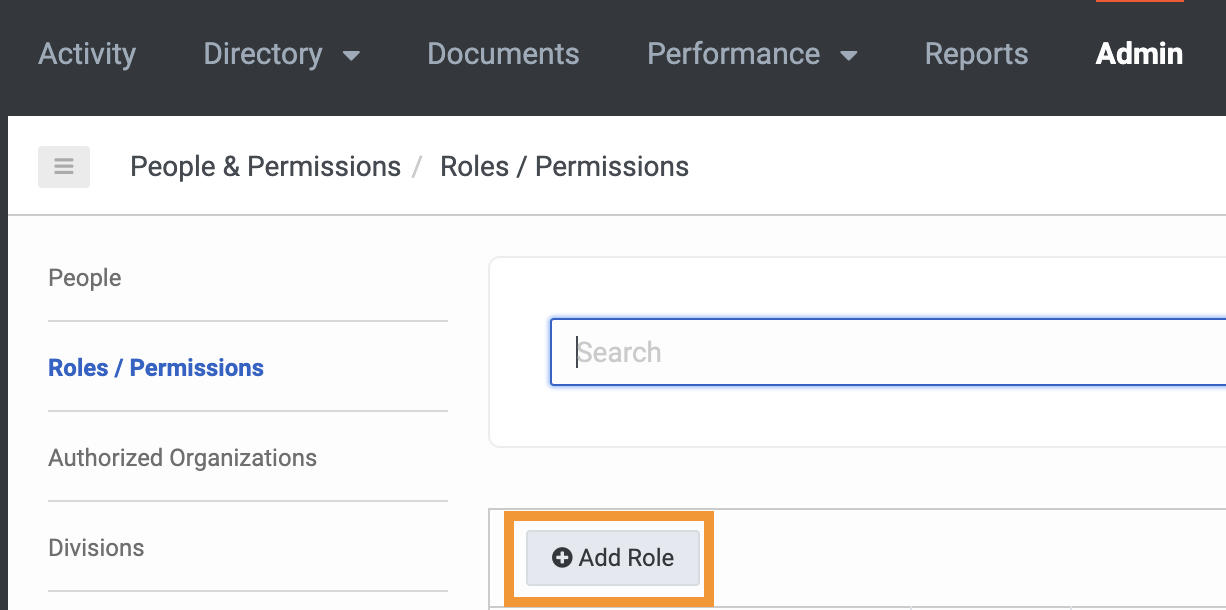 Activity Directory Documents Performance Reports Admin
People & Permissions / Roles / Permissions
People
Roles / Permissions
Authorized Organizations
Divisions
Search
Add Role